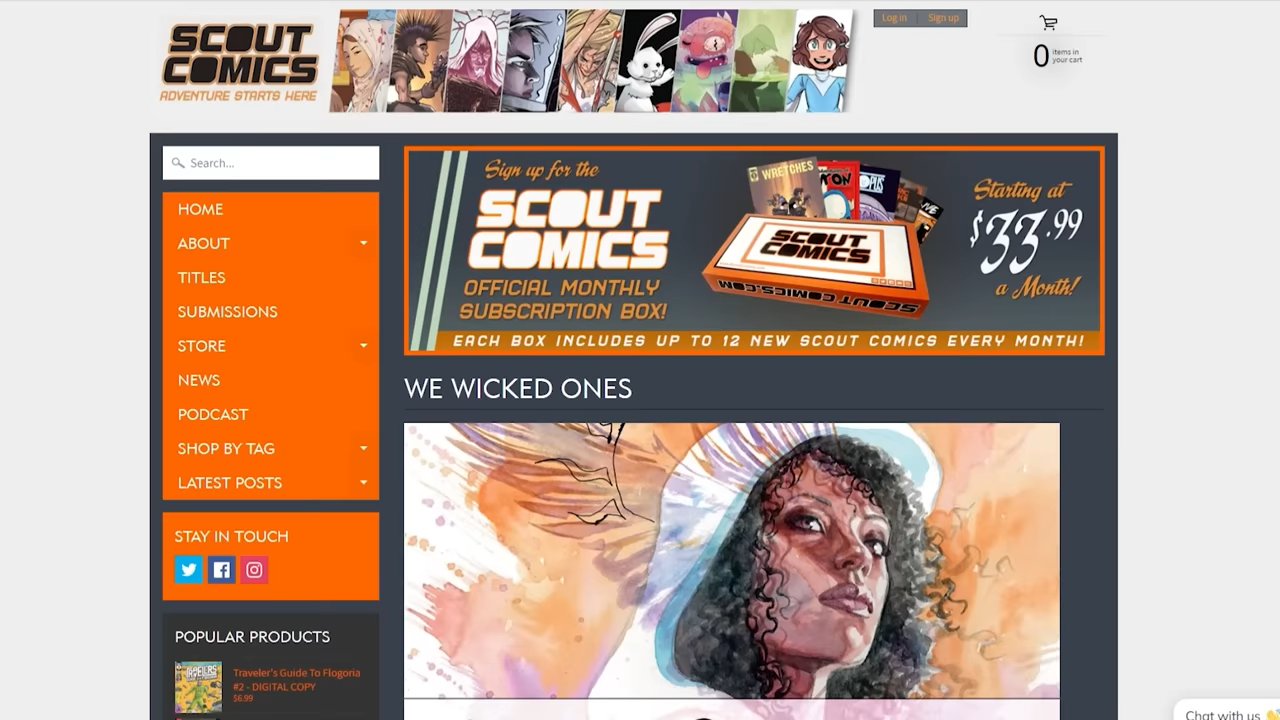 SCOUT
COMICS
ADVENTURE STARTS HERE
Log in
Sign up
0 items in
your cart
Search...
HOME
ABOUT
TITLES
SUBMISSIONS
STORE
NEWS
PODCAST
SHOP BY TAG
LATEST POSTS
STAY IN TOUCH
POPULAR PRODUCTS
Traveler's Guide To Flogoria
#2 - DIGITAL COPY
$6.99
Sign up for the
SCOUT
COMICS
OFFICIAL MONTHLY
SUBSCRIPTION BOX!
WRETCHES
SCOUT
COMICS
SCOUT COMICS.COM
Starting at
$33.99
a Month!
EACH BOX INCLUDES UP TO 12 NEW SCOUT COMICS EVERY MONTH!
WE WICKED ONES
Chat with us